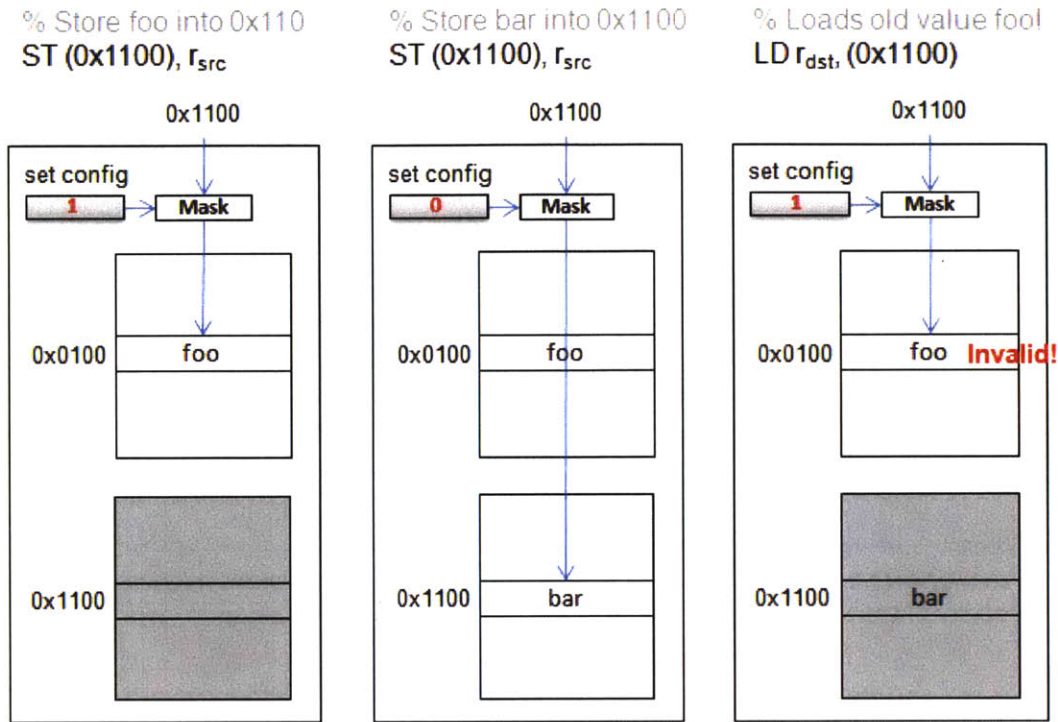 % Store foo into 0x110
ST (0x1100), rsrc
0x1100
set config
1
Mask
0x0100
foo
0x1100
% Store bar into 0x1100
ST (0x1100), rsrc
0x1100
set config
0
Mask
0x0100
foo
0x1100
bar
% Loads old value foo!
LD rdst, (0x1100)
0x1100
set config
1
Mask
0x0100
foo Invalid!
0x1100
bar